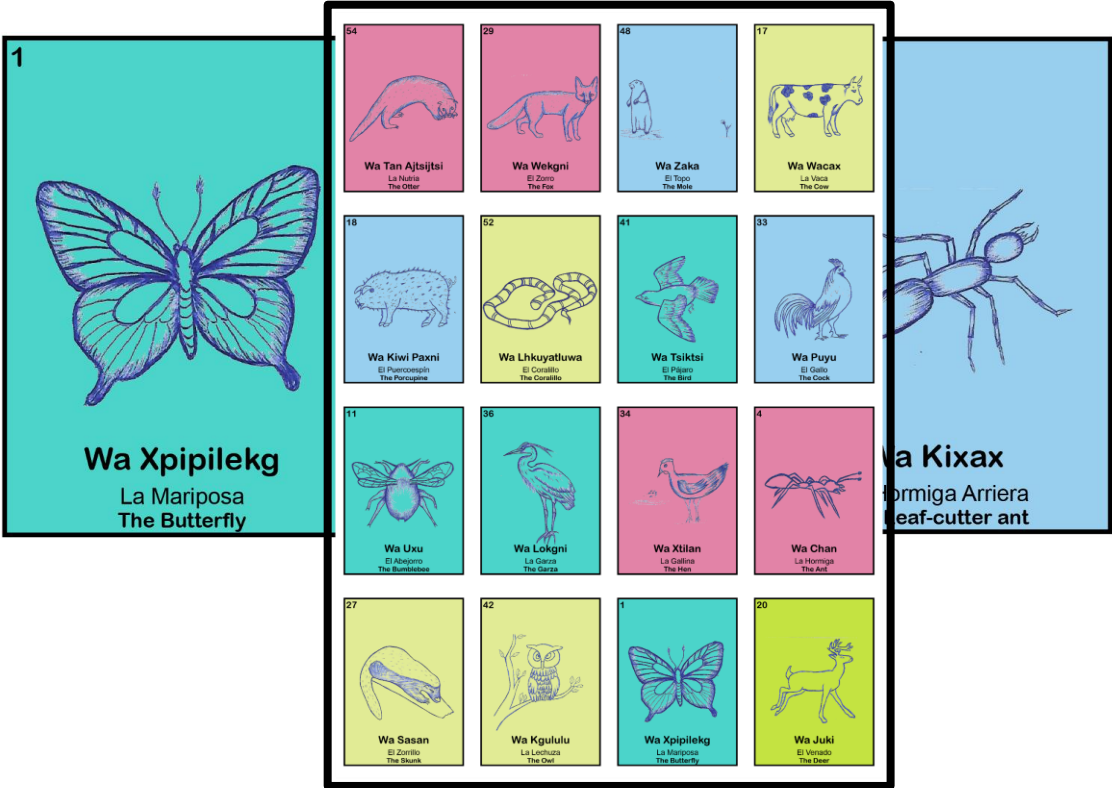 1
Wa Xpipilekg
La Mariposa
The Butterfly
54
Wa Tan Ajtsijtsi
La Nutria
The Otter
29
Wa Wekgni
El Zorro
The Fox
48
Wa Zaka
El Topo
The Mole
17
Wa Wacax
La Vaca
The Cow
18
Wa Kiwi Paxni
El Puercoespín
The Porcupine
52
Wa Lhkuyatluwa
El Coralillo
The Coralillo
41
Wa Tsiktsi
El Pájaro
The Bird
33
Wa Puyu
El Gallo
The Cock
11
Wa Uxu
El Abejorro
The Bumblebee
36
Wa Lokgni
La Garza
The Garza
34
Wa Xtilan
La Gallina
The Hen
4
Wa Chan
La Hormiga
The Ant
27
Wa Sasan
El Zorrillo
The Skunk
42
Wa Kgululu
La Lechuza
The Owl
1
Wa Xpipilekg
La Mariposa
The Butterfly
20
Wa Juki
El Venado
The Deer
a Kixax
ormiga Arriera
eaf-cutter ant